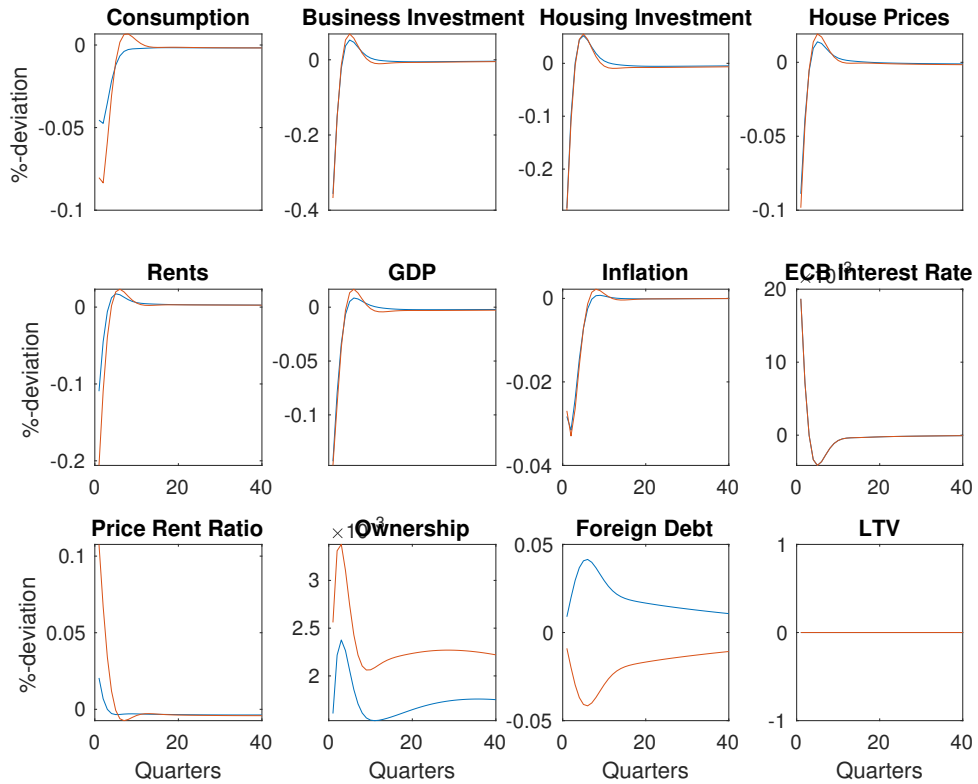 Consumption
Business Investment
Housing Investment
House Prices
%-deviation
0
-0.05
-0.1
0
-0.2
-0.4
0
-0.1
-0.2
0
-0.05
-0.1
Rents
GDP
Inflation
ECB Interest Rate
%-deviation
0
-0.1
-0.2
0
-0.05
-0.1
0
-0.02
-0.04
×10-3
20
10
0
0 20 40
0 20 40
0 20 40
0 20 40
Price Rent Ratio
Ownership
Foreign Debt
LTV
%-deviation
0.1
0.05
0
×10-3
3
2.5
2
0.05
0
-0.05
1
0
-1
0 20 40
0 20 40
0 20 40
0 20 40
Quarters
Quarters
Quarters
Quarters